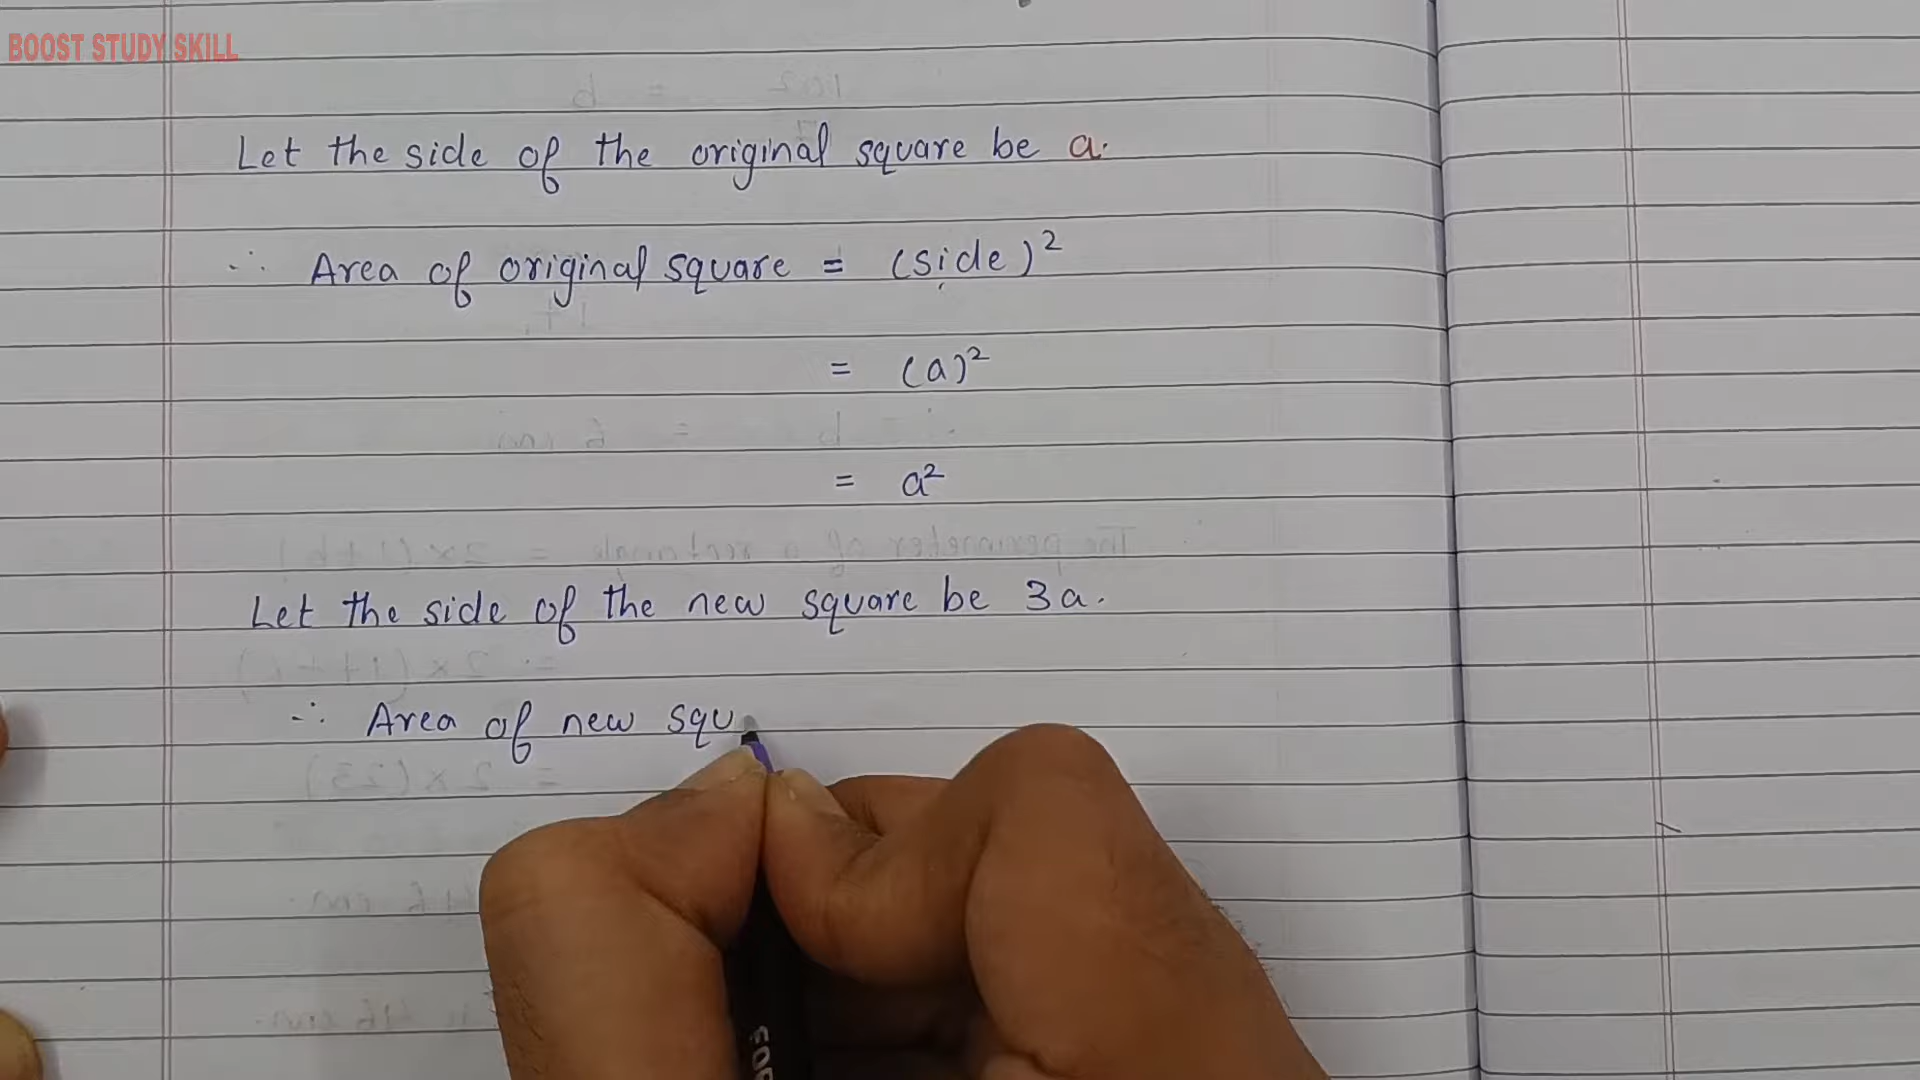 BOOST STUDY SKILL
Let the side of the original square be a.
∴ Area of original square = (side)²
= (a)²
= a²
Let the side of the new square be 3a.
∴ Area of new squ